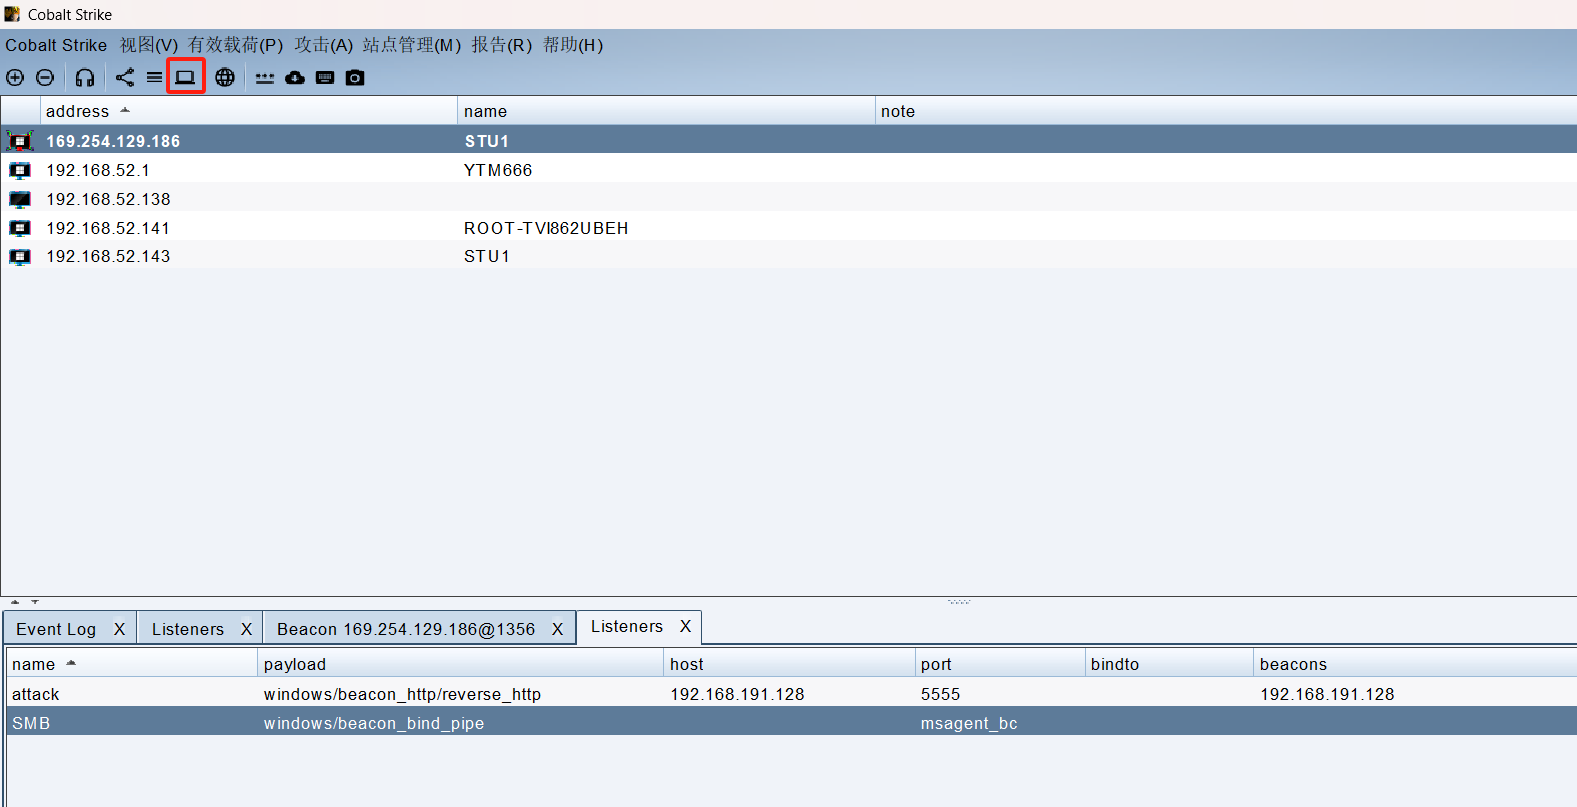 Cobalt Strike
Cobalt Strike 视图(V) 有效载荷(P) 攻击(A) 站点管理(M) 报告(R) 帮助(H)
address name note
169.254.129.186 STU1
192.168.52.1 YTM666
192.168.52.138
192.168.52.141 ROOT-TVI862UBEH
192.168.52.143 STU1
Event Log X Listeners X Beacon 169.254.129.186@1356 X Listeners X
name payload host port bindto beacons
attack windows/beacon_http/reverse_http 192.168.191.128 5555 192.168.191.128
SMB windows/beacon_bind_pipe msagent_bc